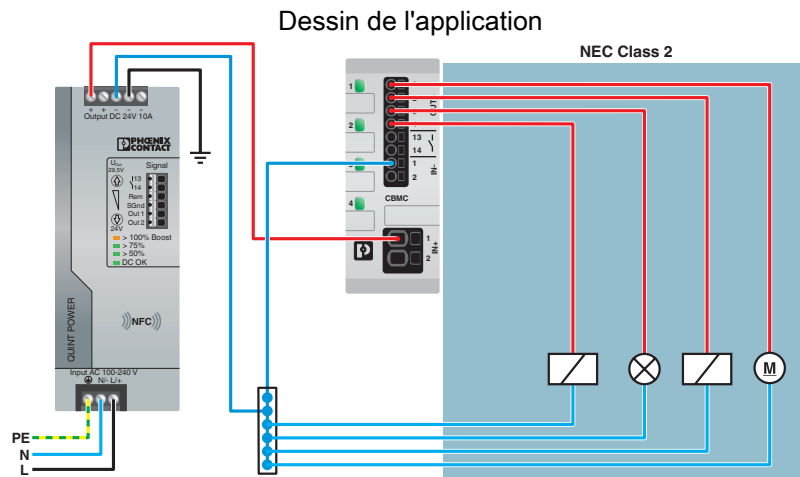 Dessin de l'application
NEC Class 2
+ + − − −
Output DC 24V 10A
PHŒNIX
CONTACT
UOut
29,5V
Signal
13
14
Rem
SGnd
Out 1
Out 2
24V
> 100% Boost
> 75%
> 50%
DC OK
QUINT POWER
NFC
Input AC 100-240 V
N/- L/+
PE
N
L
1
2
4
OUT
13
14
1
2
IN-
CBMC
1
2
IN+
M